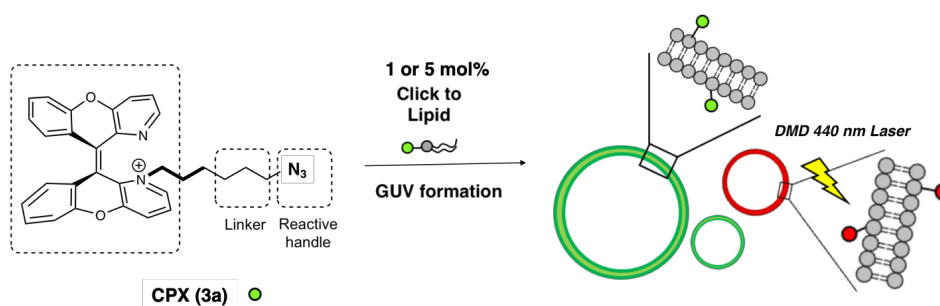 O
N
N
+
O
N3
Linker
Reactive
handle
CPX (3a)
1 or 5 mol%
Click to
Lipid
GUV formation
DMD 440 nm Laser